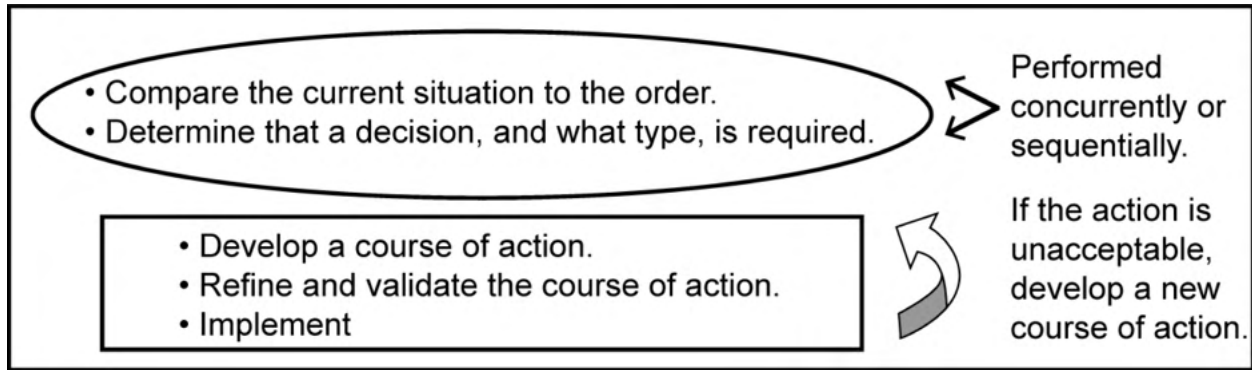 • Compare the current situation to the order.
• Determine that a decision, and what type, is required.
Performed
concurrently or
sequentially.
• Develop a course of action.
• Refine and validate the course of action.
• Implement
If the action is
unacceptable,
develop a new
course of action.